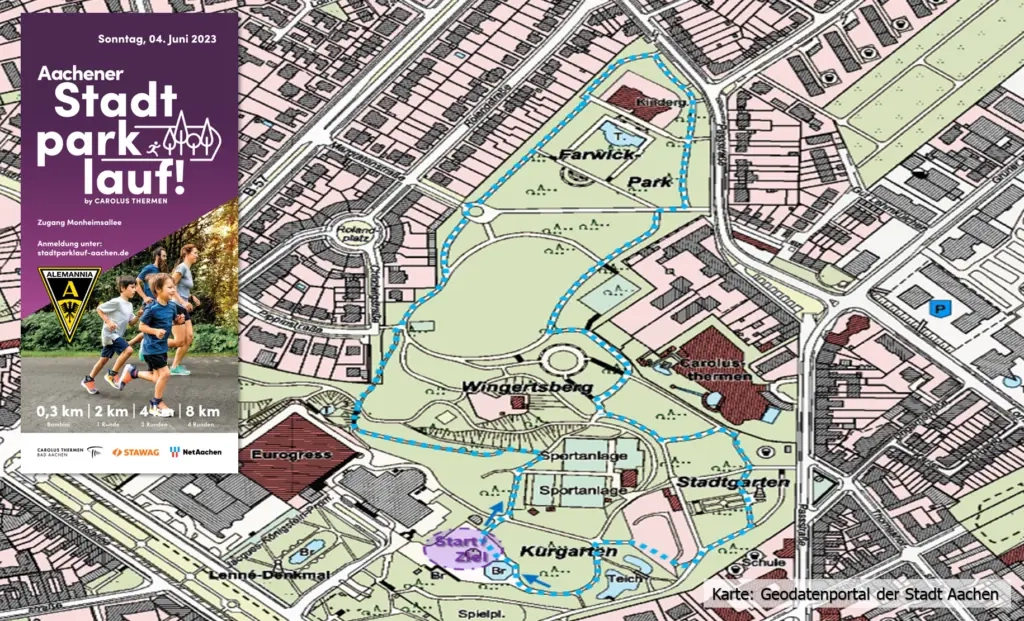 Sonntag, 04. Juni 2023
Aachener
Stadt
park
lauf!
by CAROLUS THERMEN
Zugang Monheimsallee
Anmeldung unter:
stadtparklauf-aachen.de
ALEMANNIA
A
0,3 km | 2 km | 4 km | 8 km
Bambini
1 Runde
2 Runden
4 Runden
CAROLUS THERMEN
BAD AACHEN
STAWAG
NetAachen
Kinderg.
T.
Farwick-
Park
Roland
platz
P
Carolus-
thermen
Wingertsberg
Eurogress
Sportanlage
Sportanlage
Stadtgarten
Start
Ziel
Kurgarten
Br
Br
Br
Teich
Schule
Lenné-Denkmal
Spielpl.
Passstraße
Karte: Geodatenportal der Stadt Aachen